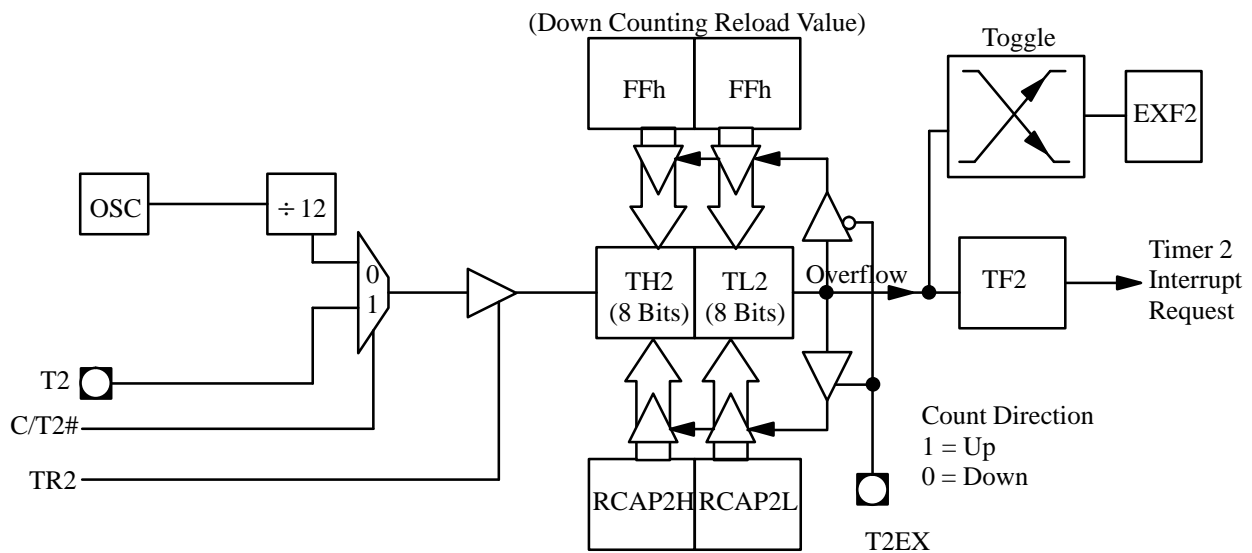 (Down Counting Reload Value)
Toggle
FFh
FFh
EXF2
OSC
÷ 12
0
1
TH2
(8 Bits)
TL2
(8 Bits)
Overflow
TF2
Timer 2
Interrupt
Request
T2
C/T2#
TR2
Count Direction
1 = Up
0 = Down
RCAP2H
RCAP2L
T2EX